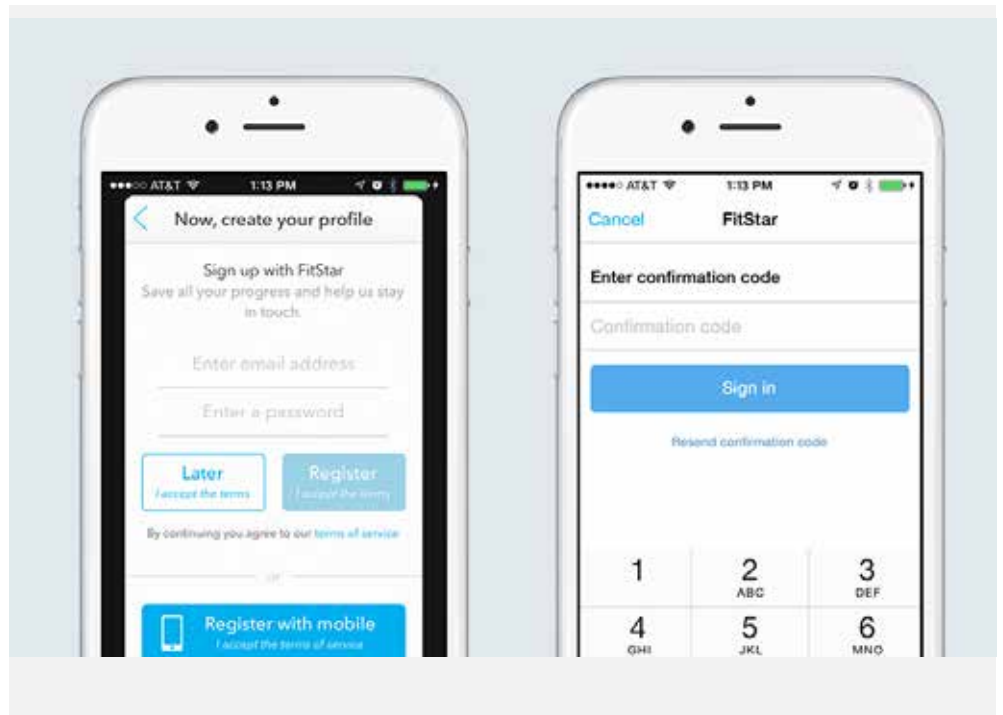 AT&T 1:13 PM
Now, create your profile
Sign up with FitStar
Save all your progress and help us stay
in touch.
Enter email address
Enter a password
Later
I accept the terms
Register
I accept the terms
By continuing you agree to our terms of service
or
Register with mobile
I accept the terms of service
AT&T 1:13 PM
Cancel FitStar
Enter confirmation code
Confirmation code
Sign in
Resend confirmation code
1 2 3
ABC DEF
4 5 6
GHI JKL MNO